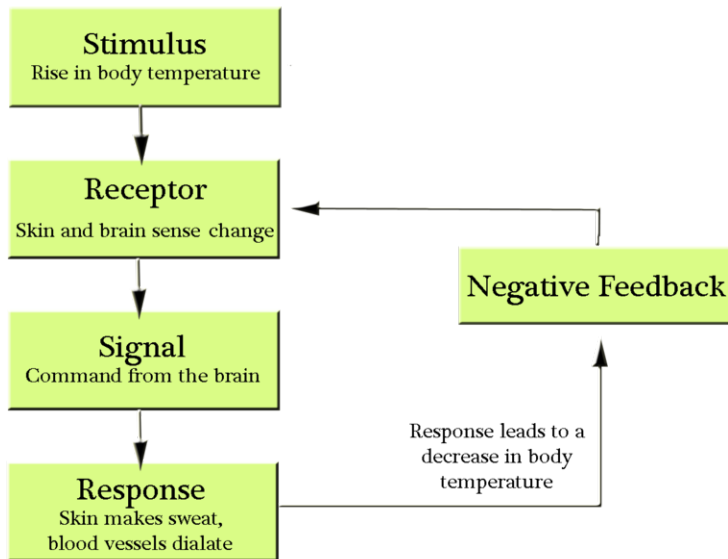 Stimulus
Rise in body temperature
Receptor
Skin and brain sense change
Signal
Command from the brain
Response
Skin makes sweat,
blood vessels dialate
Response leads to a
decrease in body
temperature
Negative Feedback